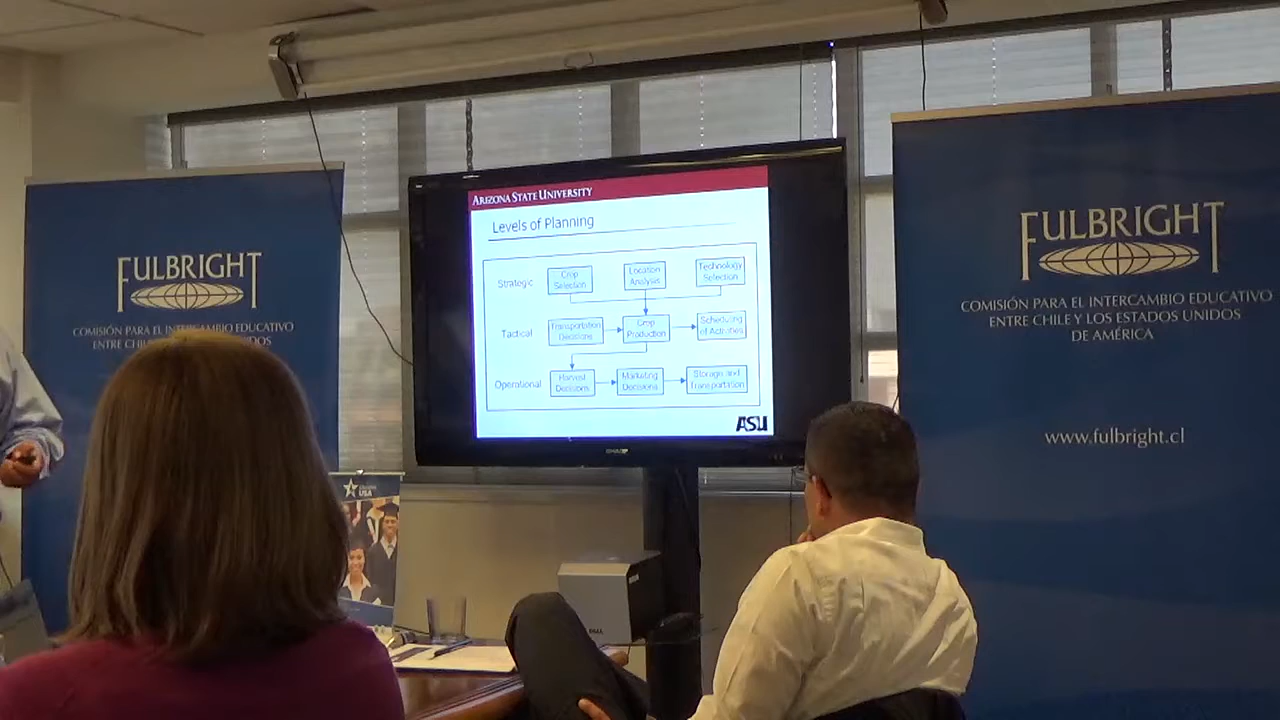 FULBRIGHT
COMISIÓN PARA EL INTERCAMBIO EDUCATIVO
ENTRE
ARIZONA STATE UNIVERSITY
Levels of Planning
Strategic
Crop
Selection
Location
Analysis
Technology
Selection
Tactical
Transportation
Decisions
Crop
Production
Scheduling
of Activities
Operational
Harvest
Decisions
Marketing
Decisions
Storage and
Transportation
ASU
USA
DELL
FULBRIGHT
COMISIÓN PARA EL INTERCAMBIO EDUCATIVO
ENTRE CHILE Y LOS ESTADOS UNIDOS
DE AMÉRICA
www.fulbright.cl